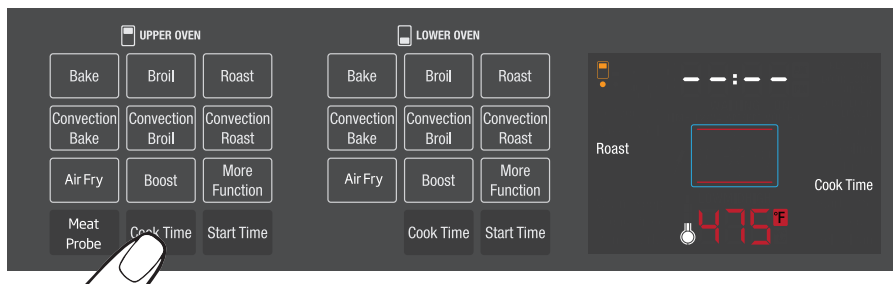 UPPER OVEN
Bake
Broil
Roast
Convection
Bake
Convection
Broil
Convection
Roast
Air Fry
Boost
More
Function
Meat
Probe
Cook Time
Start Time
LOWER OVEN
Bake
Broil
Roast
Convection
Bake
Convection
Broil
Convection
Roast
Air Fry
Boost
More
Function
Cook Time
Start Time
--:--
Roast
Cook Time
475°F